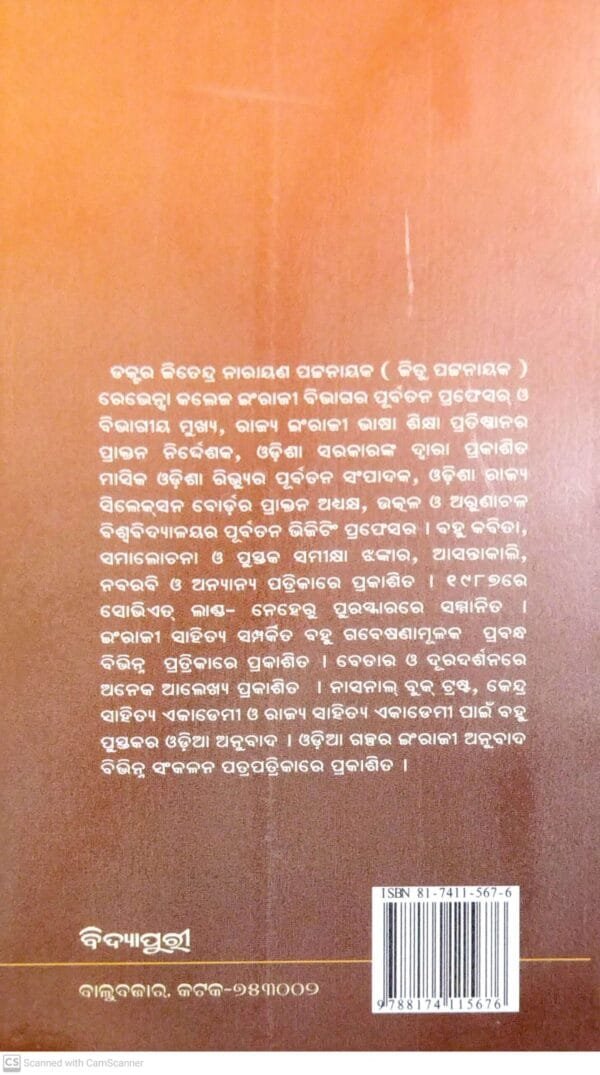 ଡକ୍ଟର ଜିତେନ୍ଦ୍ର ନାରାୟଣ ପଟ୍ଟନାୟକ ( ଜିତୁ ପଟ୍ଟନାୟକ )
ରେଭେନ୍ସା କଲେଜ ଇଂରାଜୀ ବିଭାଗର ପୂର୍ବତନ ପ୍ରଫେସର୍ ଓ
ବିଭାଗୀୟ ମୁଖ୍ୟ, ରାଜ୍ୟ ଇଂରାଜୀ ଭାଷା ଶିକ୍ଷା ପ୍ରତିଷ୍ଠାନର
ପ୍ରାକ୍ତନ ନିର୍ଦ୍ଦେଶକ, ଓଡ଼ିଶା ସରକାରଙ୍କ ଦ୍ୱାରା ପ୍ରକାଶିତ
ମାସିକ ଓଡ଼ିଶା ରିଭ୍ୟୁର ପୂର୍ବତନ ସଂପାଦକ, ଓଡ଼ିଶା ରାଜ୍ୟ
ସିଲେକ୍‌ସନ ବୋର୍ଡ଼ର ପ୍ରାକ୍ତନ ଅଧ୍ୟକ୍ଷ, ଉତ୍କଳ ଓ ଅରୁଣାଚଳ
ବିଶ୍ୱବିଦ୍ୟାଳୟର ପୂର୍ବତନ ଭିଜିଟିଂ ପ୍ରଫେସର । ବହୁ କବିତା,
ସମାଲୋଚନା ଓ ପୁସ୍ତକ ସମୀକ୍ଷା ଝଙ୍କାର, ଆସନ୍ତାକାଲି,
ନବରବି ଓ ଅନ୍ୟାନ୍ୟ ପତ୍ରିକାରେ ପ୍ରକାଶିତ । ୧୯୮୭ରେ
ସୋଭିଏତ୍ ଲାଣ୍ଡ– ନେହେରୁ ପୁରସ୍କାରରେ ସମ୍ମାନିତ ।
ଇଂରାଜୀ ସାହିତ୍ୟ ସମ୍ପର୍କିତ ବହୁ ଗବେଷଣାମୂଳକ ପ୍ରବନ୍ଧ
ବିଭିନ୍ନ ପ୍ରତ୍ରିକାରେ ପ୍ରକାଶିତ । ବେତାର ଓ ଦୂରଦର୍ଶନରେ
ଅନେକ ଆଲେଖ୍ୟ ପ୍ରକାଶିତ । ନାସନାଲ୍ ବୁକ୍ ଟ୍ରଷ୍ଟ, କେନ୍ଦ୍ର
ସାହିତ୍ୟ ଏକାଡେମୀ ଓ ରାଜ୍ୟ ସାହିତ୍ୟ ଏକାଡେମୀ ପାଇଁ ବହୁ
ପୁସ୍ତକର ଓଡ଼ିଆ ଅନୁବାଦ । ଓଡ଼ିଆ ଗଳ୍ପର ଇଂରାଜୀ ଅନୁବାଦ
ବିଭିନ୍ନ ସଂକଳନ ପତ୍ରପତ୍ରିକାରେ ପ୍ରକାଶିତ ।
ISBN 81-7411-567-6
9788174115676
ବିଦ୍ୟାପୁରୀ
ବାଲୁବଜାର, କଟକ-୭୫୩୦୦୨
CS Scanned with CamScanner